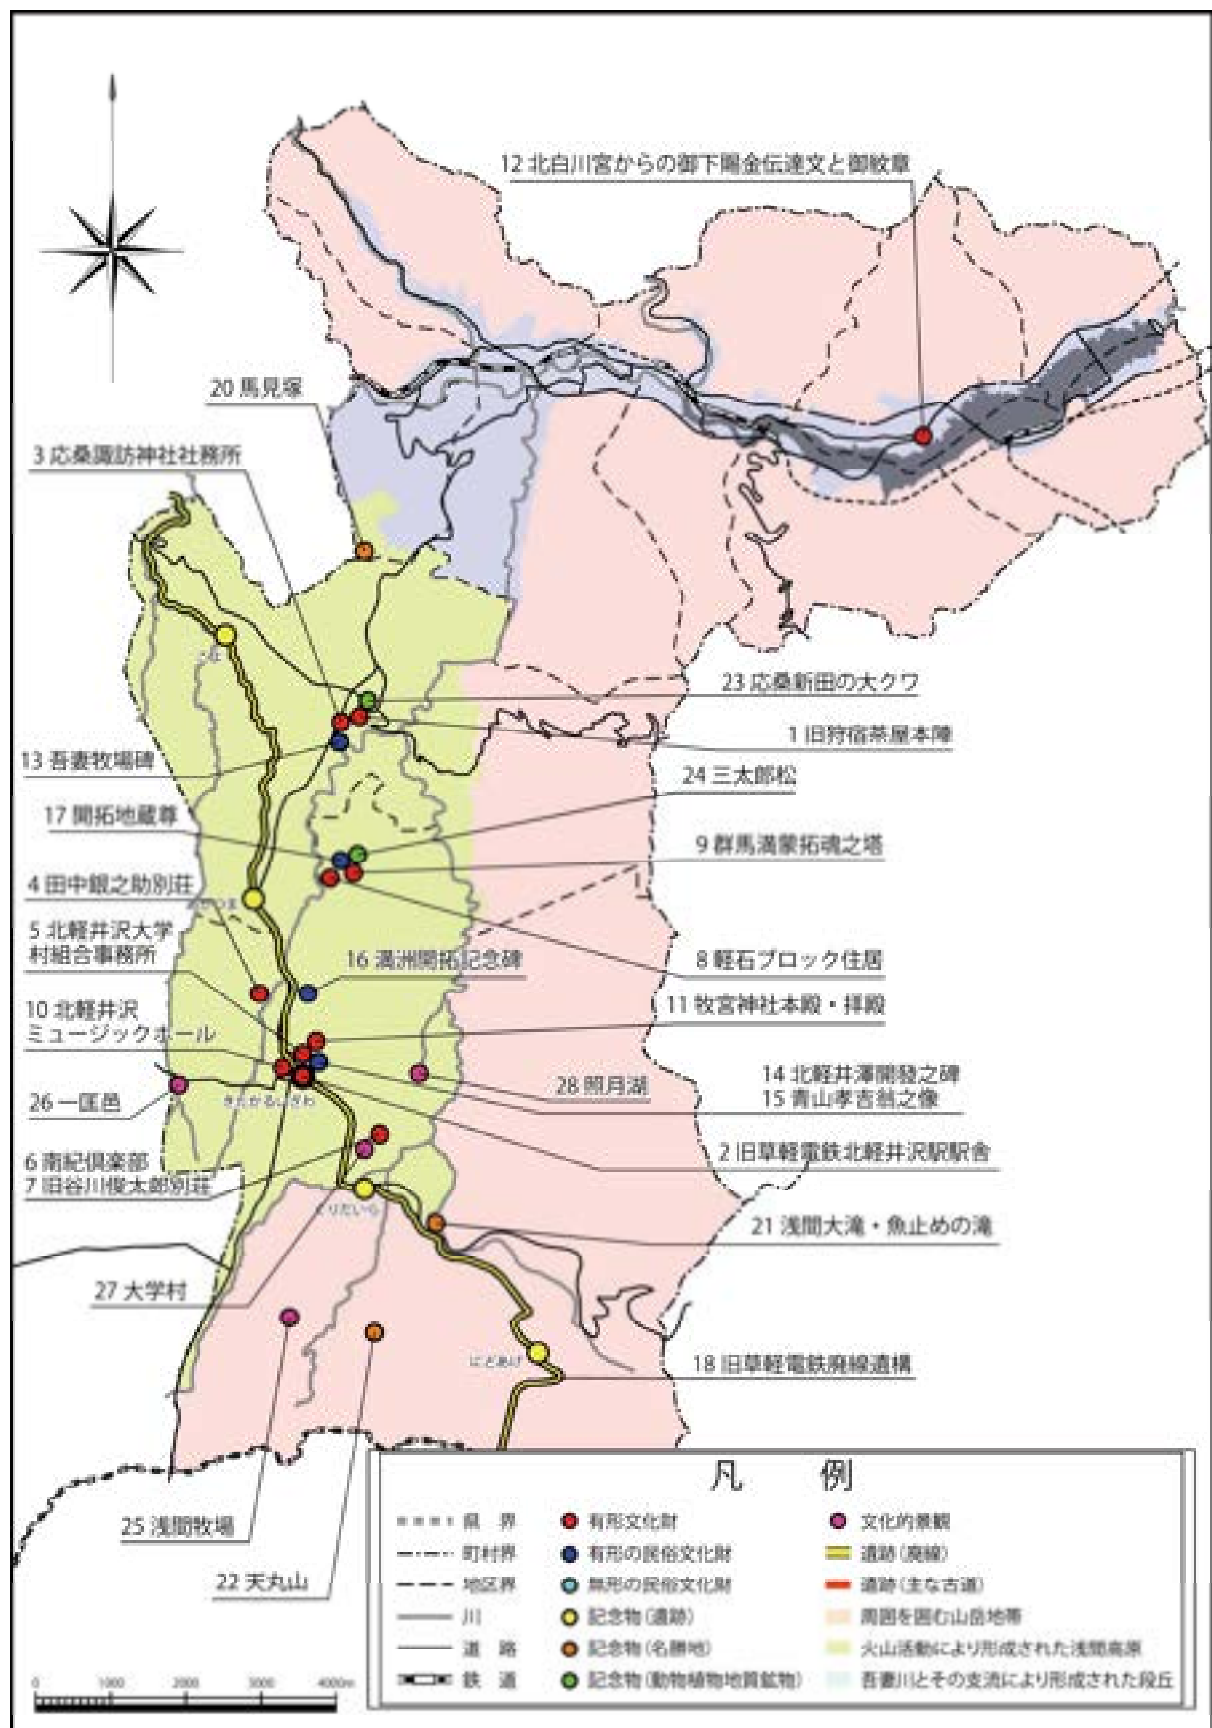 12 北白川宮からの御下賜金伝達文と御紋章
20 馬見塚
3 応桑諏訪神社社務所
23 応桑新田の大クワ
1 旧狩宿茶屋本陣
13 吾妻牧場碑
24 三太郎松
17 開拓地蔵尊
9 群馬満蒙拓魂之塔
4 田中銀之助別荘
5 北軽井沢大学
村組合事務所
16 満洲開拓記念碑
8 軽石ブロック住居
10 北軽井沢
ミュージックホール
11 牧宮神社本殿・拝殿
28 照月湖
14 北軽井澤開發之碑
15 青山孝吉翁之像
26 一匡邑
きたかるいざわ
2 旧草軽電鉄北軽井沢駅駅舎
6 南紀倶楽部
7 旧谷川俊太郎別荘
くりだいら
21 浅間大滝・魚止めの滝
27 大学村
にどあげ
18 旧草軽電鉄廃線遺構
25 浅間牧場
22 天丸山
凡 例
県 界
町村界
地区界
川
道 路
鉄 道
有形文化財
有形の民俗文化財
無形の民俗文化財
記念物(遺跡)
記念物(名勝地)
記念物(動物植物地質鉱物)
文化的景観
遺跡(廃線)
遺跡(主な古道)
周囲を囲む山岳地帯
火山活動により形成された浅間高原
吾妻川とその支流により形成された段丘
0 1000 2000 3000 4000m